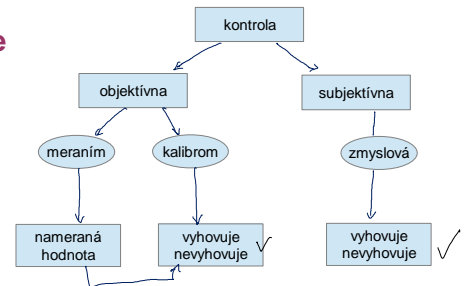 kontrola
e
objektívna
subjektívna
meraním
kalibrom
zmyslová
nameraná
hodnota
vyhovuje
nevyhovuje
vyhovuje
nevyhovuje